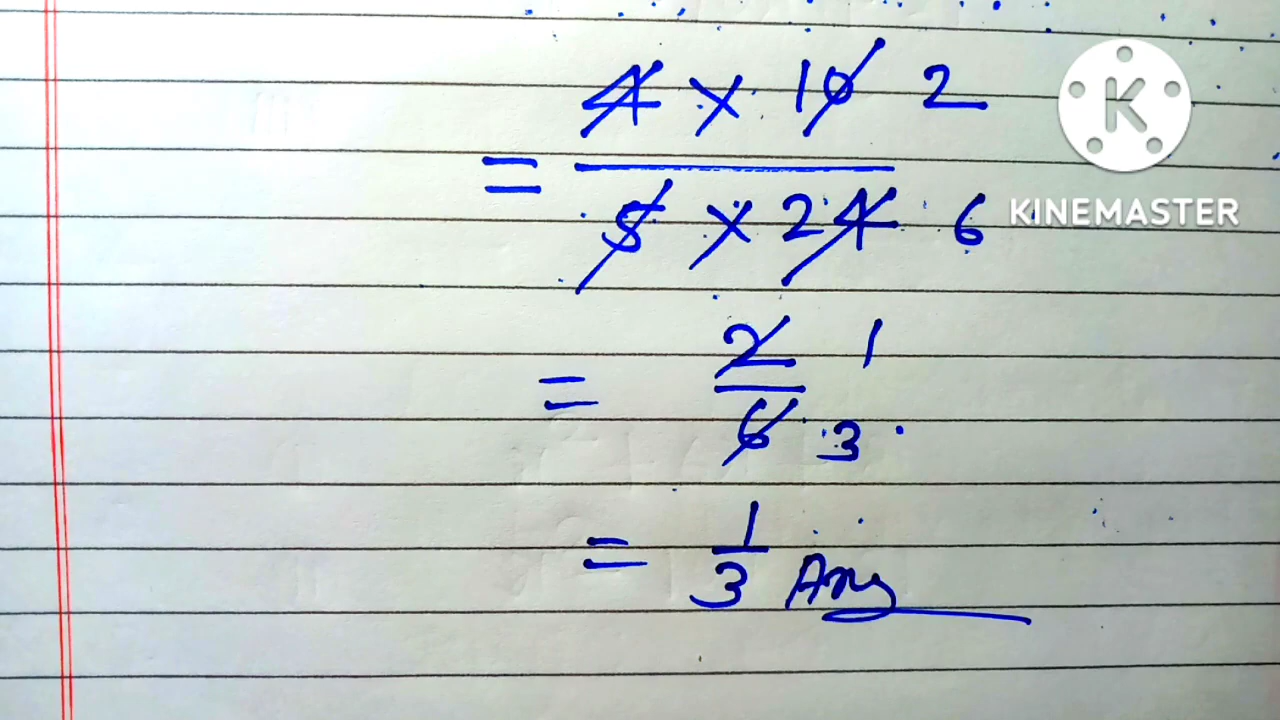 4 × 10 2
=
5 × 24 6
KINEMASTER
2 1
=
6 3
= 1
3 Ans